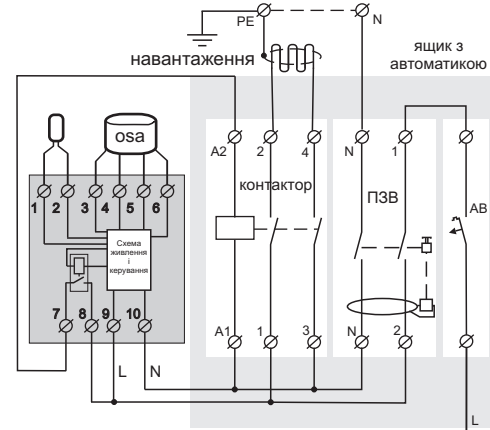 PE
N
навантаження
ящик з
автоматикою
osa
A2
2
4
N
1
контактор
ПЗВ
АВ
1
2
3
4
5
6
Схема
живлення
і
керування
7
8
9
10
A1
1
3
N
2
L
N
L